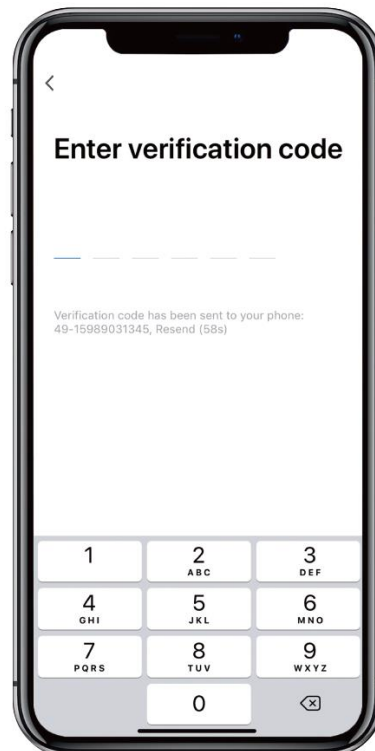 Enter verification code
Verification code has been sent to your phone:
49-15989031345, Resend (58s)
1
2
ABC
3
DEF
4
GHI
5
JKL
6
MNO
7
PQRS
8
TUV
9
WXYZ
0